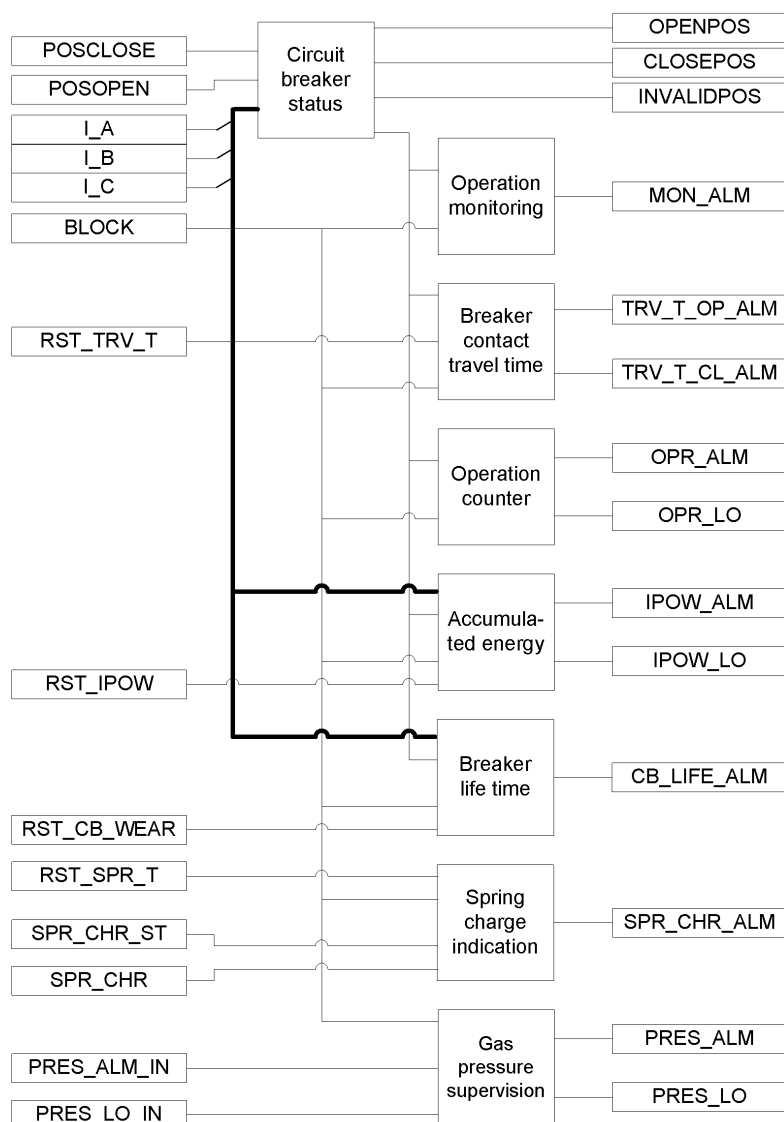 OPENPOS
POSCLOSE
Circuit
breaker
status
CLOSEPOS
POSOPEN
INVALIDPOS
I_A
I_B
I_C
Operation
monitoring
MON_ALM
BLOCK
Breaker
contact
travel time
TRV_T_OP_ALM
RST_TRV_T
TRV_T_CL_ALM
Operation
counter
OPR_ALM
OPR_LO
Accumula-
ted energy
IPOW_ALM
IPOW_LO
RST_IPOW
Breaker
life time
CB_LIFE_ALM
RST_CB_WEAR
RST_SPR_T
Spring
charge
indication
SPR_CHR_ALM
SPR_CHR_ST
SPR_CHR
Gas
pressure
supervision
PRES_ALM
PRES_ALM_IN
PRES_LO
PRES_LO_IN